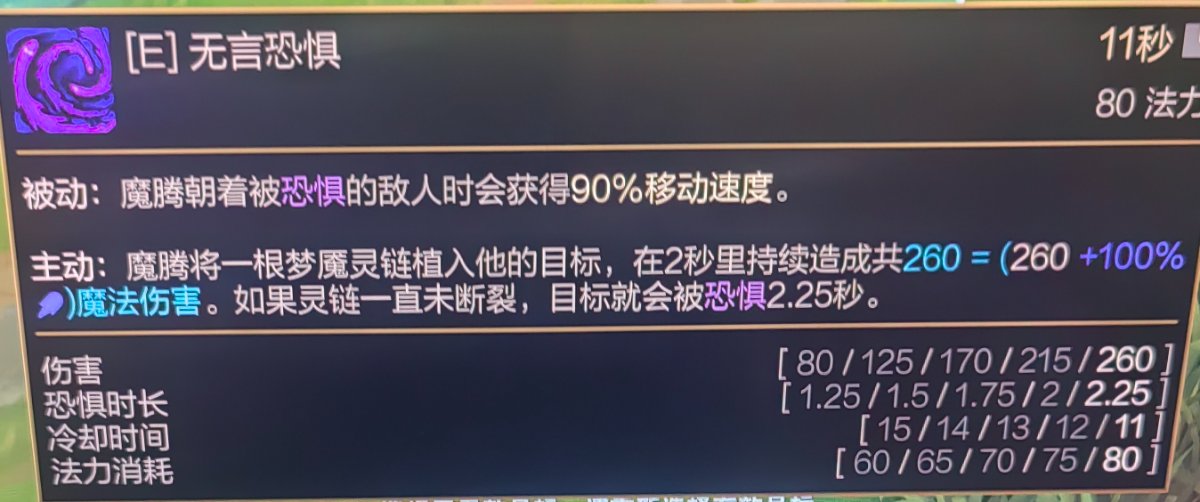 [E] 无言恐惧
11秒
80 法力
被动：魔腾朝着被恐惧的敌人时会获得90%移动速度。
主动：魔腾将一根梦魇灵链植入他的目标，在2秒里持续造成共260 = (260 +100%
)魔法伤害。如果灵链一直未断裂，目标就会被恐惧2.25秒。
伤害 [ 80 / 125 / 170 / 215 / 260 ]
恐惧时长 [ 1.25 / 1.5 / 1.75 / 2 / 2.25 ]
冷却时间 [ 15 / 14 / 13 / 12 / 11 ]
法力消耗 [ 60 / 65 / 70 / 75 / 80 ]